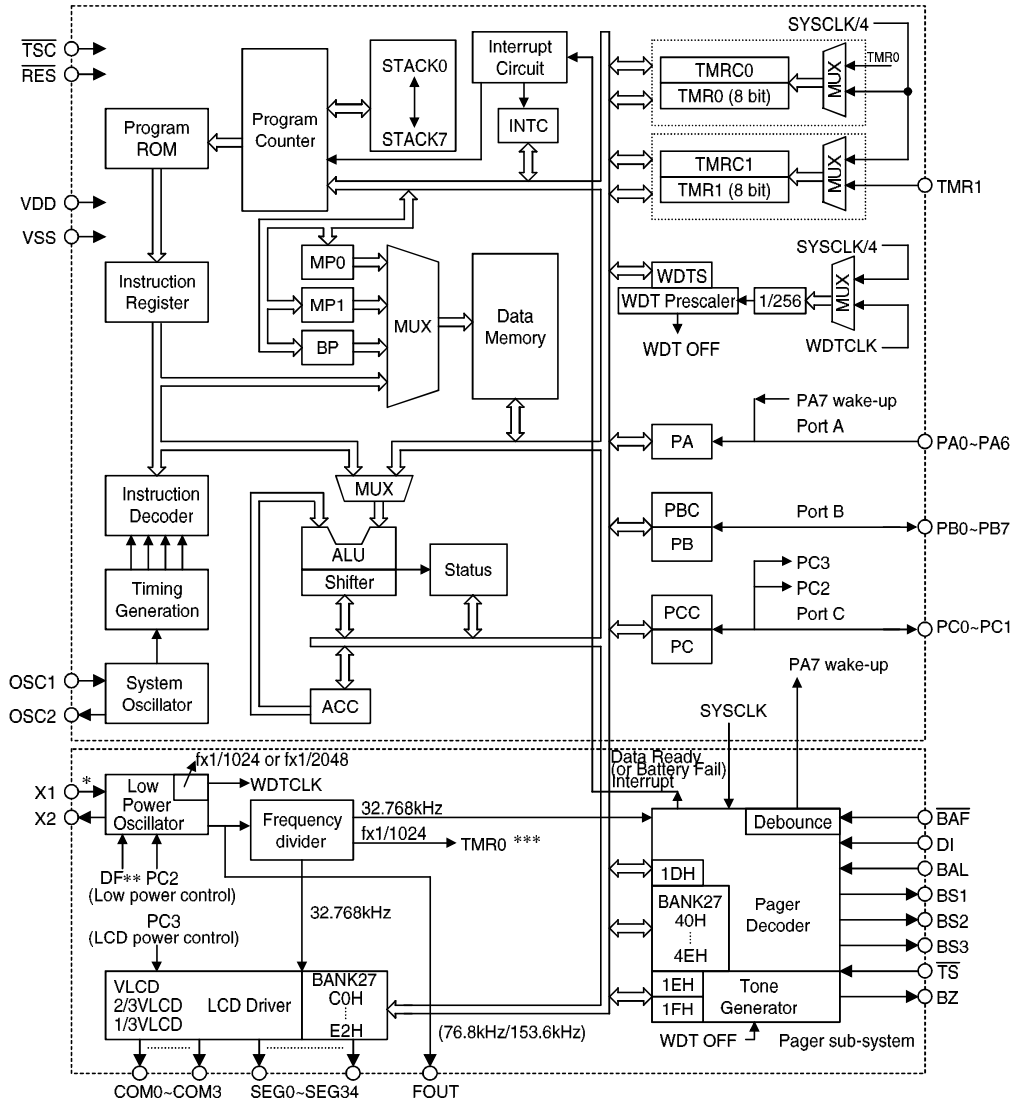 TSC
RES
VDD
VSS
OSC1
OSC2
Program
ROM
Program
Counter
STACK0
STACK7
Interrupt
Circuit
INTC
SYSCLK/4
TMRC0
TMR0 (8 bit)
MUX
TMR0
TMRC1
TMR1 (8 bit)
MUX
TMR1
Instruction
Register
MP0
MP1
BP
MUX
Data
Memory
WDTS
WDT Prescaler
1/256
MUX
SYSCLK/4
WDTCLK
WDT OFF
PA7 wake-up
Port A
PA
PA0~PA6
Instruction
Decoder
MUX
ALU
Shifter
Status
PBC
PB
Port B
PB0~PB7
Timing
Generation
PC3
PC2
Port C
PCC
PC
PC0~PC1
System
Oscillator
ACC
PA7 wake-up
SYSCLK
Data Ready
(or Battery Fail)
Interrupt
fx1/1024 or fx1/2048
WDTCLK
X1
*
X2
Low
Power
Oscillator
Frequency
divider
32.768kHz
fx1/1024
TMR0 ***
DF** PC2
(Low power control)
PC3
(LCD power control)
32.768kHz
Debounce
BAF
DI
BAL
BS1
BS2
BS3
TS
BZ
1DH
BANK27
40H
4EH
Pager
Decoder
1EH
1FH
Tone
Generator
WDT OFF
Pager sub-system
VLCD
2/3VLCD
1/3VLCD
LCD Driver
BANK27
C0H
E2H
(76.8kHz/153.6kHz)
COM0~COM3
SEG0~SEG34
FOUT